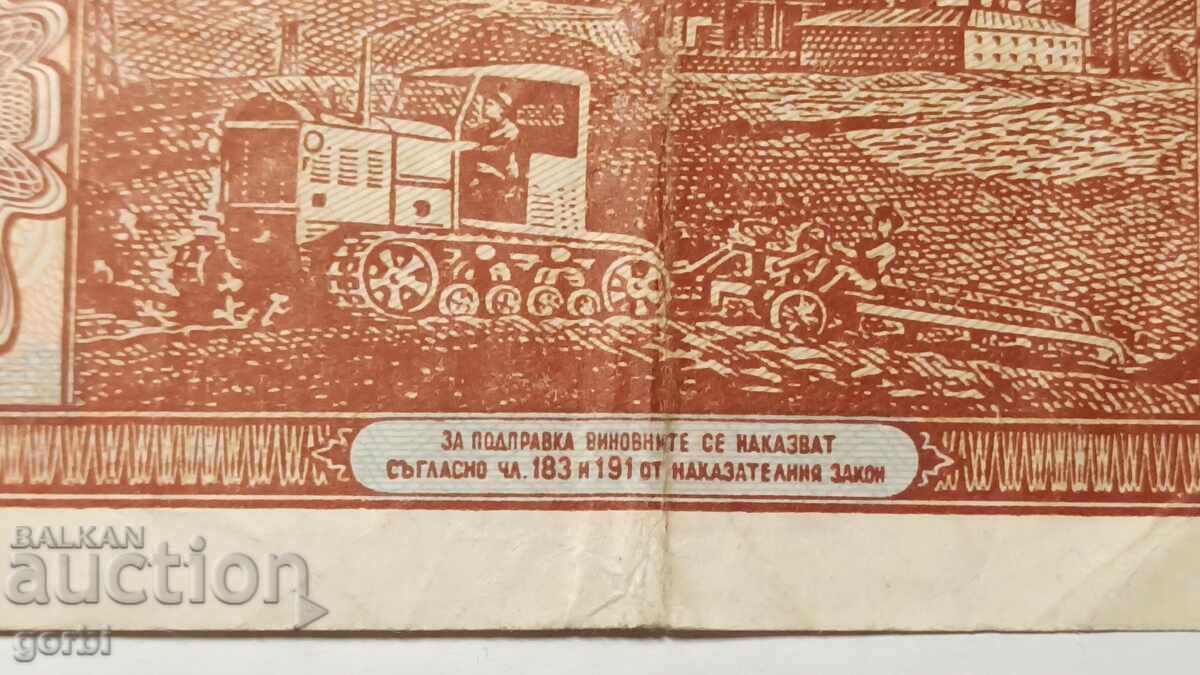 ЗА ПОДПРАВКА ВИНОВНИТЕ СЕ НАКАЗВАТ
СЪГЛАСНО ЧЛ. 183 И 191 ОТ НАКАЗАТЕЛНИЯ ЗАКОН
BALKAN
auction
gorbi